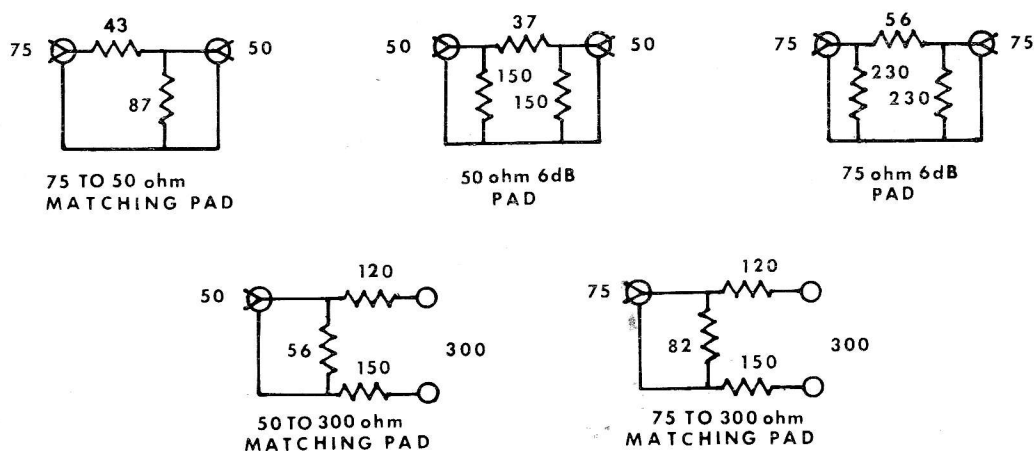 43
75
50
87
75 TO 50 ohm
MATCHING PAD
37
50
50
150
150
50 ohm 6dB
PAD
56
75
75
230
230
75 ohm 6dB
PAD
120
50
56
300
150
50 TO 300 ohm
MATCHING PAD
120
75
82
300
150
75 TO 300 ohm
MATCHING PAD